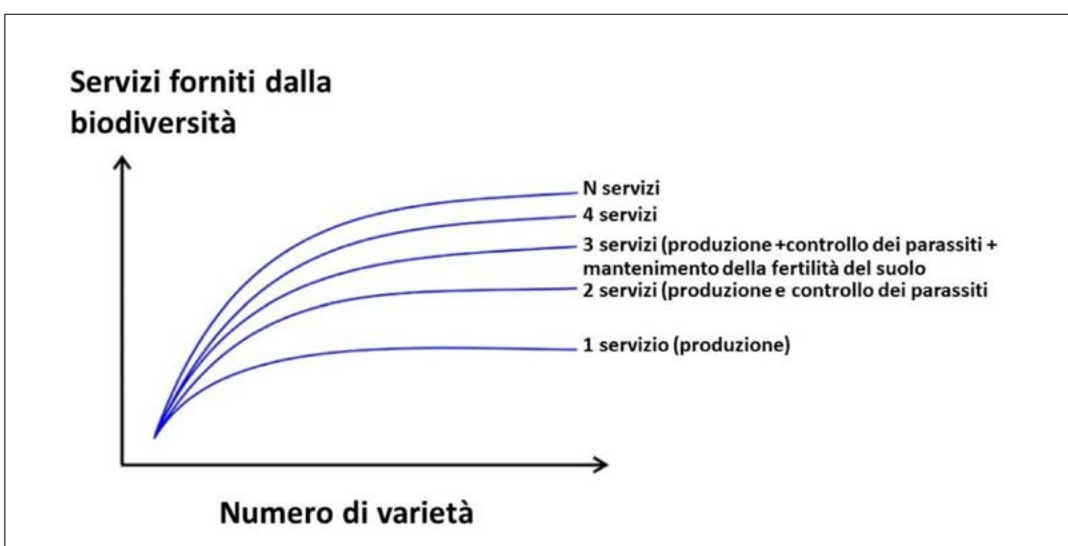 Servizi forniti dalla
biodiversità
N servizi
4 servizi
3 servizi (produzione +controllo dei parassiti +
mantenimento della fertilità del suolo
2 servizi (produzione e controllo dei parassiti
1 servizio (produzione)
Numero di varietà